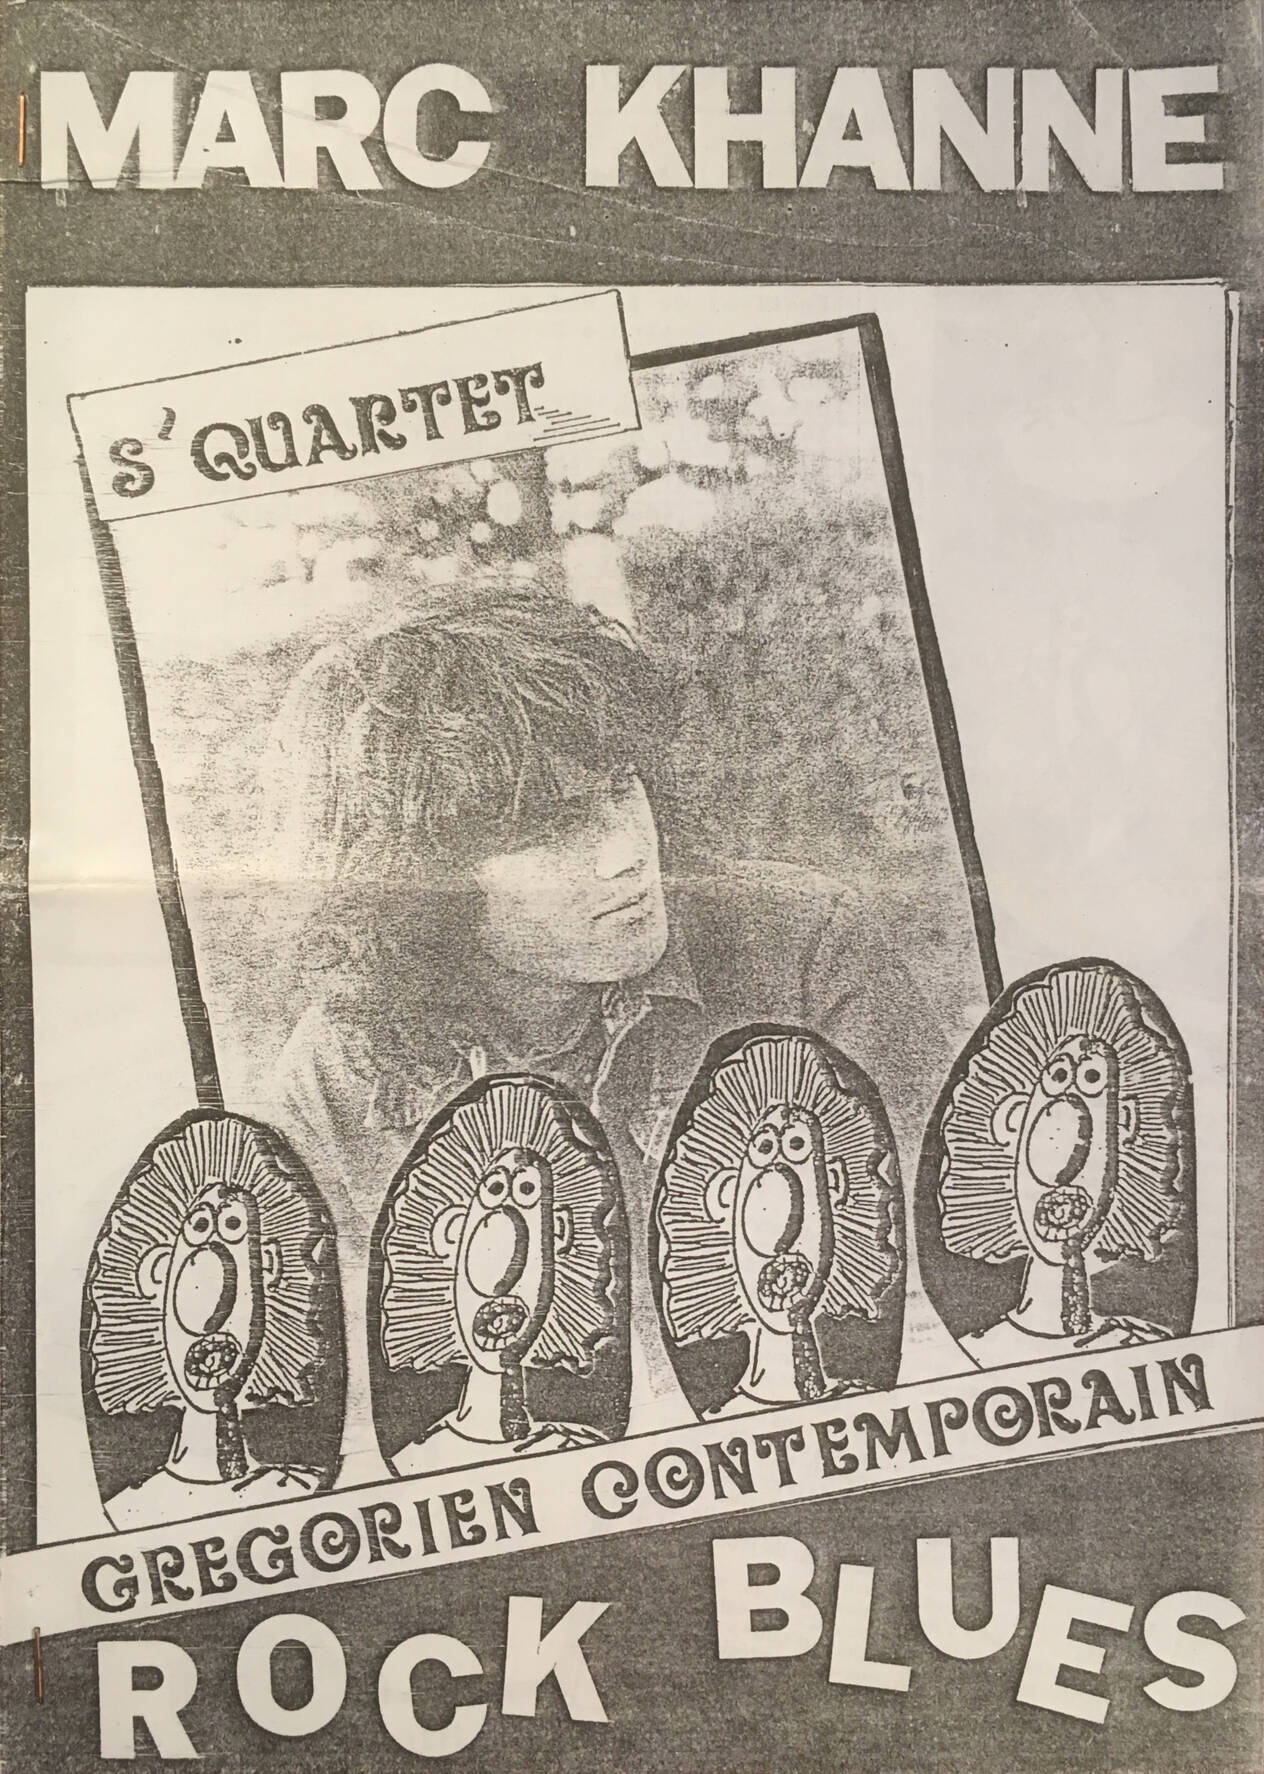 MARC KHANNE
S'QUARTET
GREGORIEN CONTEMPORAIN
ROCK BLUES